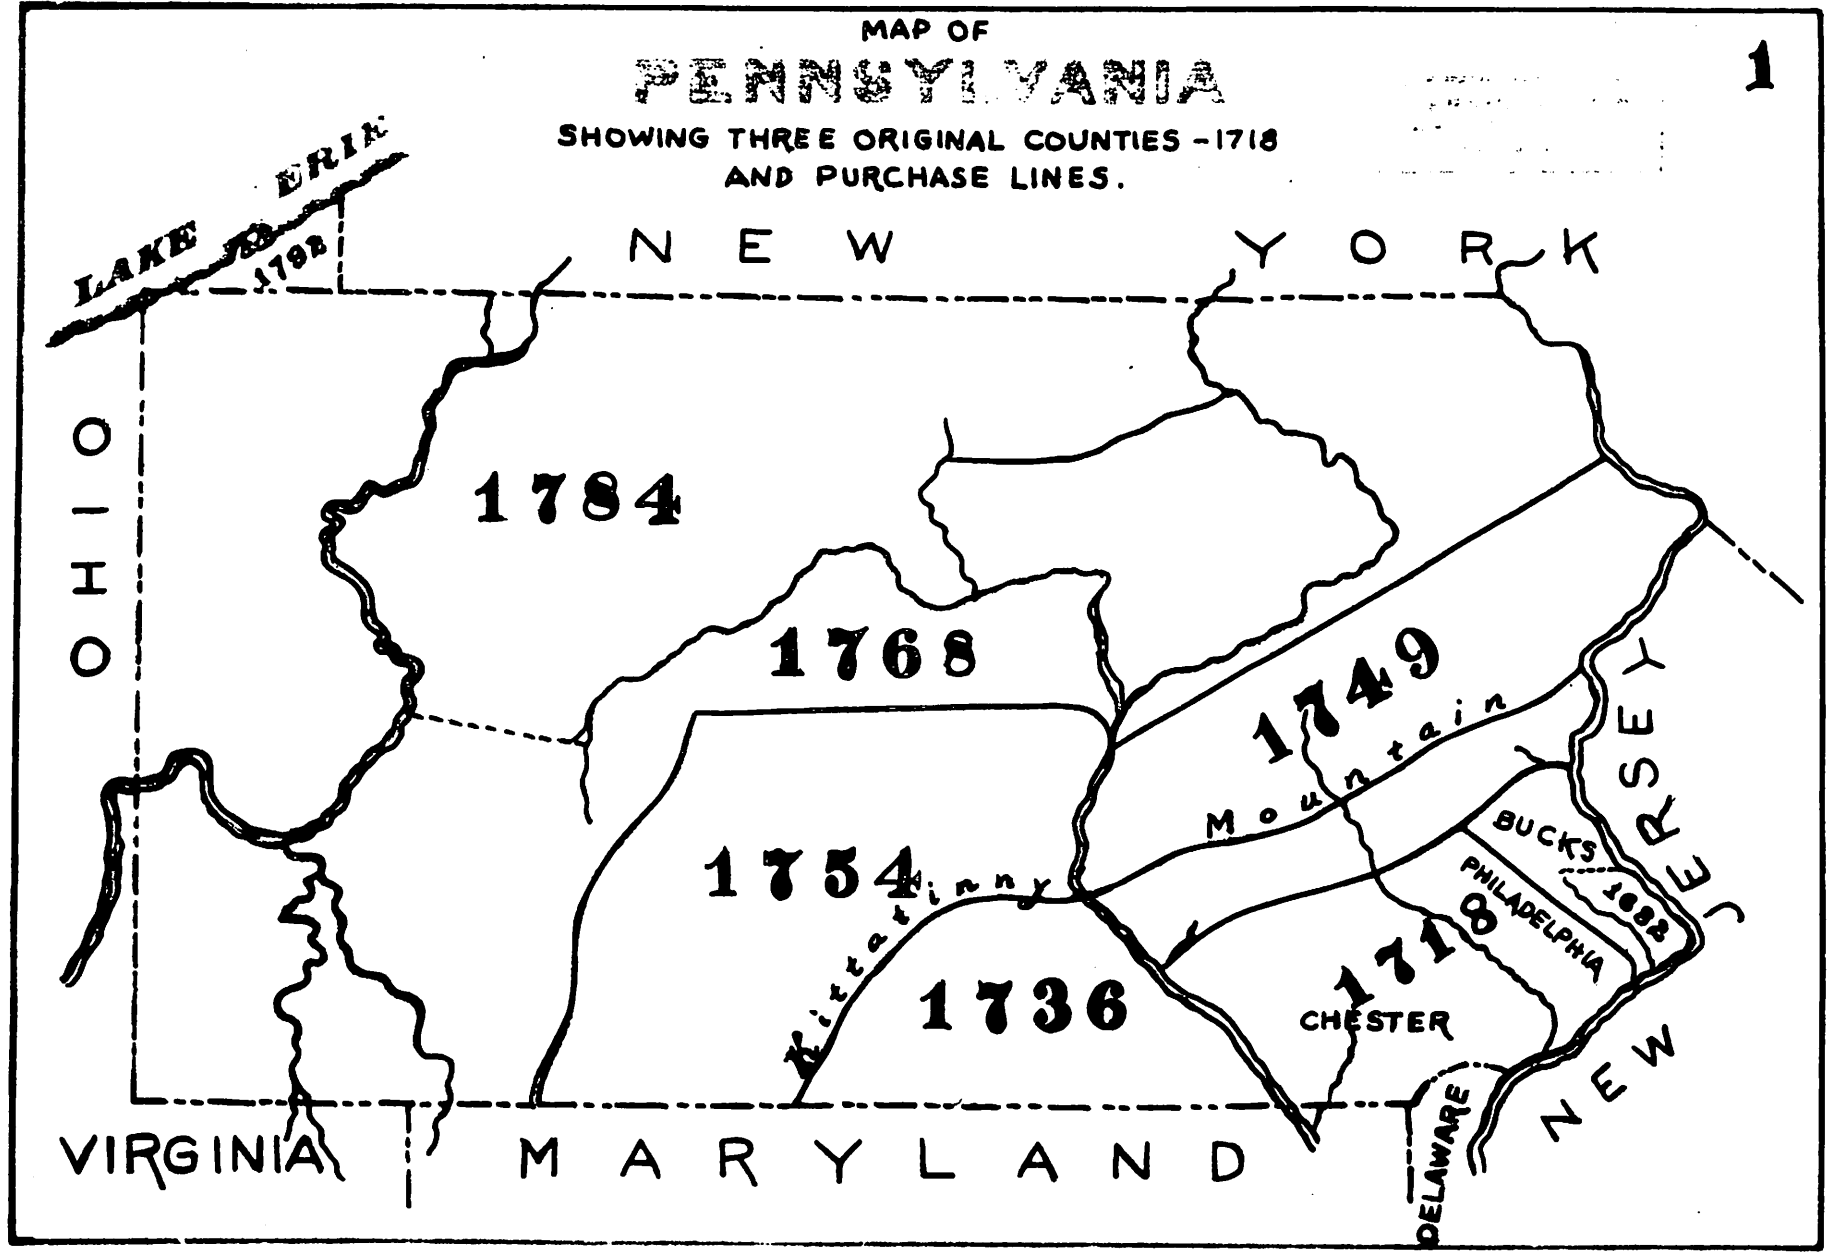 MAP OF
PENNSYLVANIA
SHOWING THREE ORIGINAL COUNTIES -1718
AND PURCHASE LINES.
1
LAKE ERIE
1792
NEW YORK
OHIO
1784
1768
1749
Kittatinny Mountain
1754
1736
BUCKS
1682
PHILADELPHIA
1718
CHESTER
NEW JERSEY
VIRGINIA
MARYLAND
DELAWARE